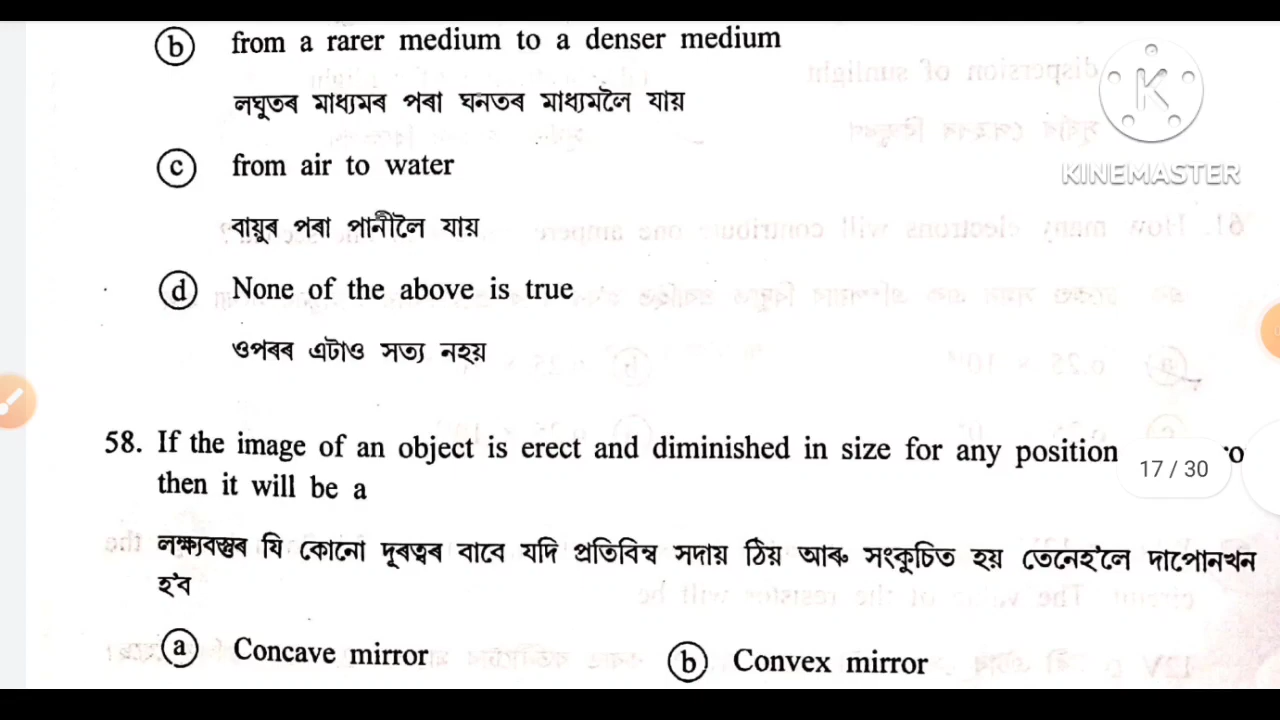 b from a rarer medium to a denser medium
লঘুতৰ মাধ্যমৰ পৰা ঘনতৰ মাধ্যমলৈ যায়
c from air to water
বায়ুৰ পৰা পানীলৈ যায়
d None of the above is true
ওপৰৰ এটাও সত্য নহয়
58. If the image of an object is erect and diminished in size for any position
then it will be a
লক্ষ্যবস্তুৰ যি কোনো দূৰত্বৰ বাবে যদি প্ৰতিবিম্ব সদায় ঠিয় আৰু সংকুচিত হয় তেনেহ'লে দাপোনখন
হ'ব
a Concave mirror b Convex mirror
KINEMASTER
17 / 30